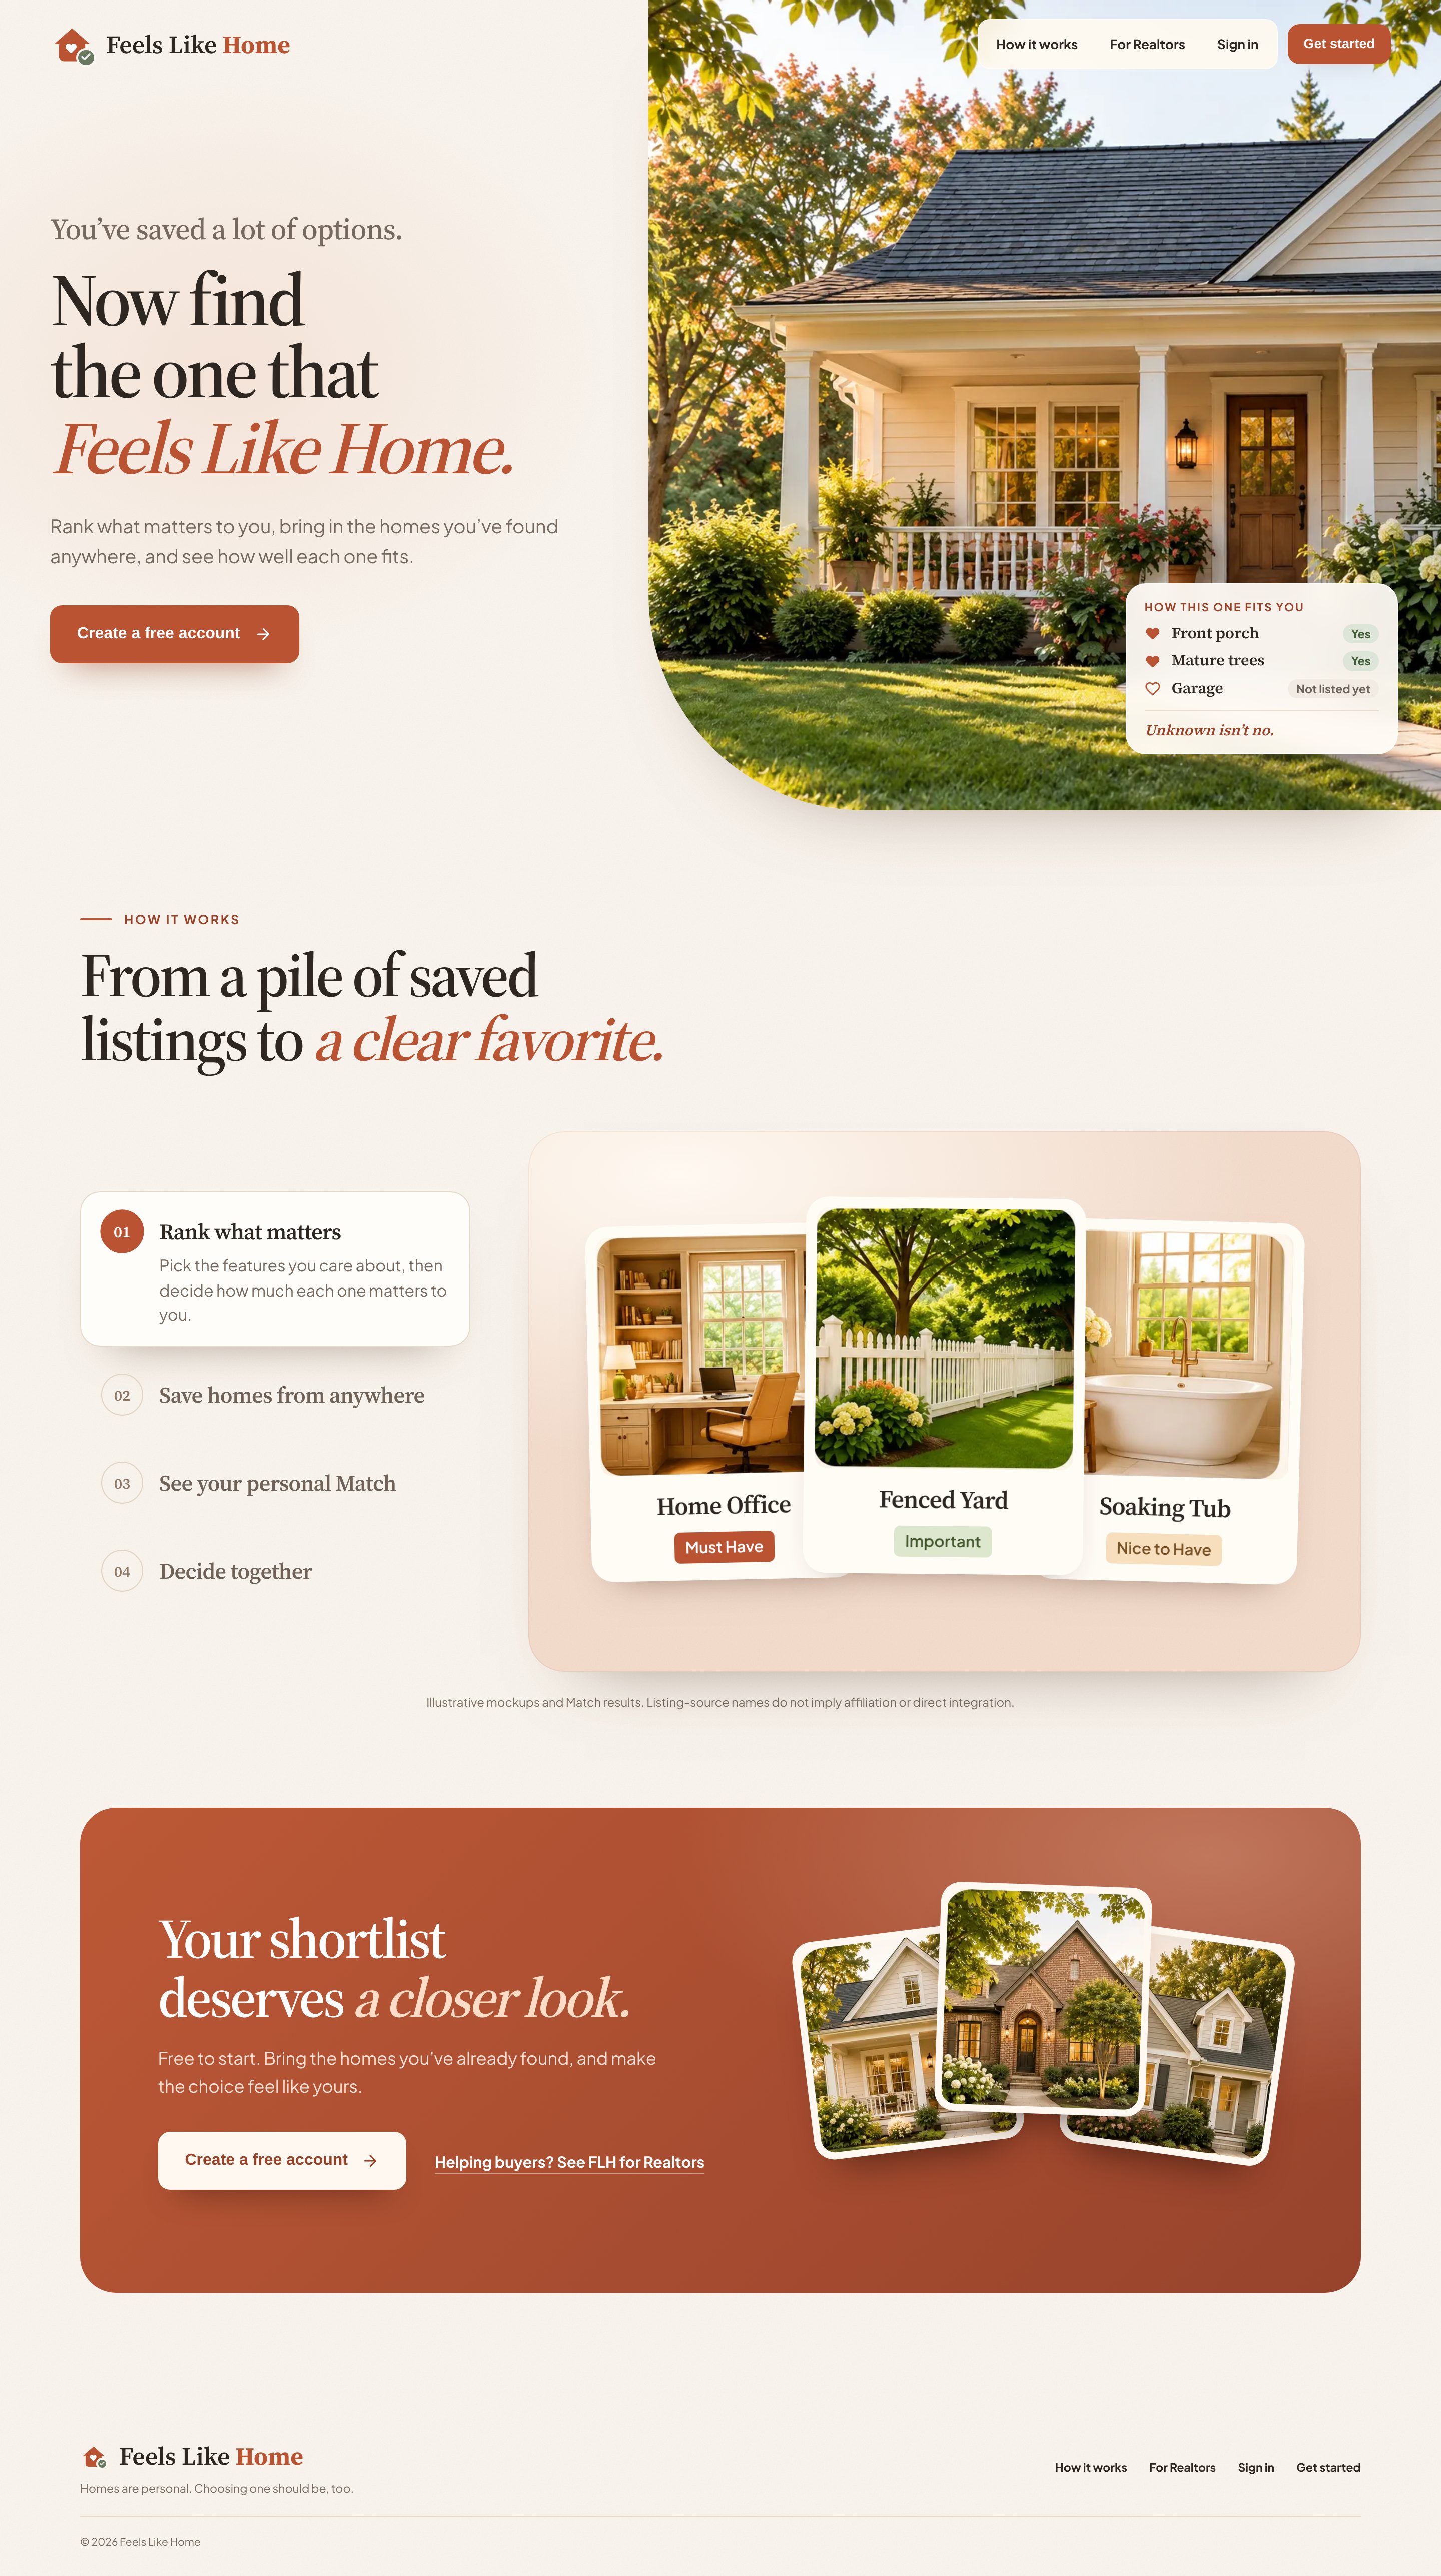 Feels Like Home
How it works
For Realtors
Sign in
Get started
You’ve saved a lot of options.
Now find
the one that
Feels Like Home.
Rank what matters to you, bring in the homes you’ve found
anywhere, and see how well each one fits.
Create a free account
HOW THIS ONE FITS YOU
Front porch Yes
Mature trees Yes
Garage Not listed yet
Unknown isn’t no.
HOW IT WORKS
From a pile of saved
listings to a clear favorite.
01 Rank what matters
Pick the features you care about, then
decide how much each one matters to
you.
02 Save homes from anywhere
03 See your personal Match
04 Decide together
Home Office
Must Have
Fenced Yard
Important
Soaking Tub
Nice to Have
Illustrative mockups and Match results. Listing-source names do not imply affiliation or direct integration.
Your shortlist
deserves a closer look.
Free to start. Bring the homes you’ve already found, and make
the choice feel like yours.
Create a free account
Helping buyers? See FLH for Realtors
Feels Like Home
Homes are personal. Choosing one should be, too.
How it works
For Realtors
Sign in
Get started
© 2026 Feels Like Home